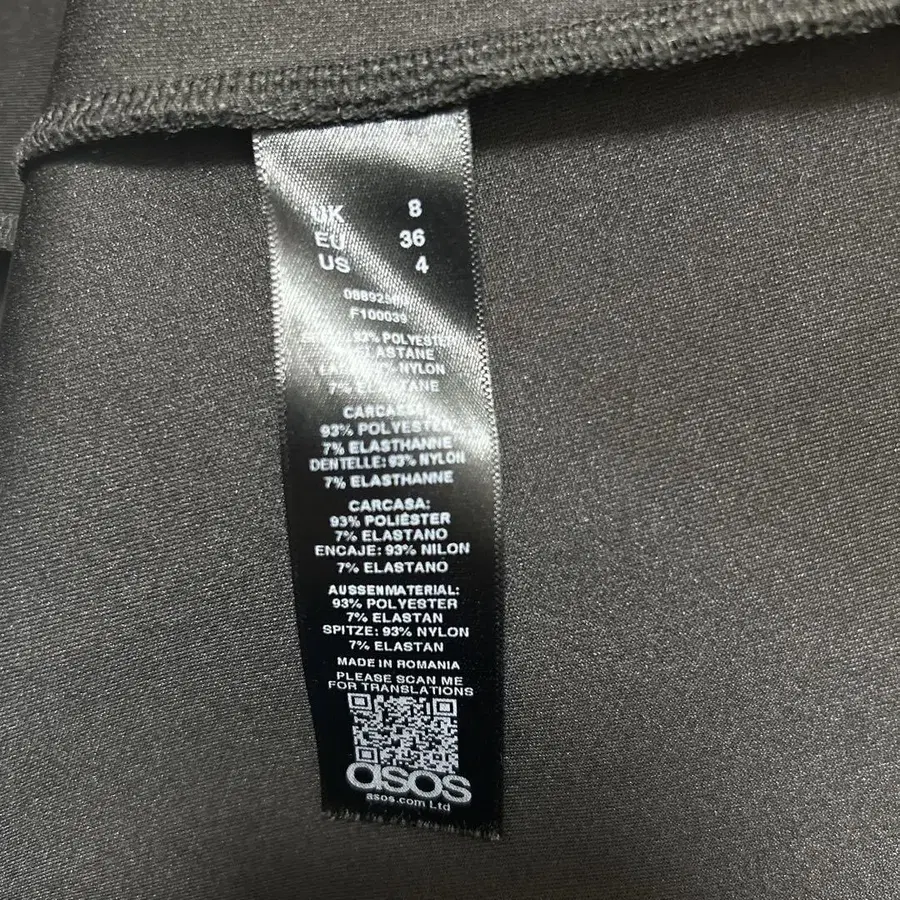 UK 8
EU 36
US 4
F100039
93% POLYESTER
ELASTANE
NYLON
7% ELASTANE
CARCASSE:
93% POLYESTER
7% ELASTHANNE
DENTELLE: 93% NYLON
7% ELASTHANNE
CARCASA:
93% POLIÉSTER
7% ELASTANO
ENCAJE: 93% NILON
7% ELASTANO
AUSSENMATERIAL:
93% POLYESTER
7% ELASTAN
SPITZE: 93% NYLON
7% ELASTAN
MADE IN ROMANIA
PLEASE SCAN ME
FOR TRANSLATIONS
asos
asos.com Ltd